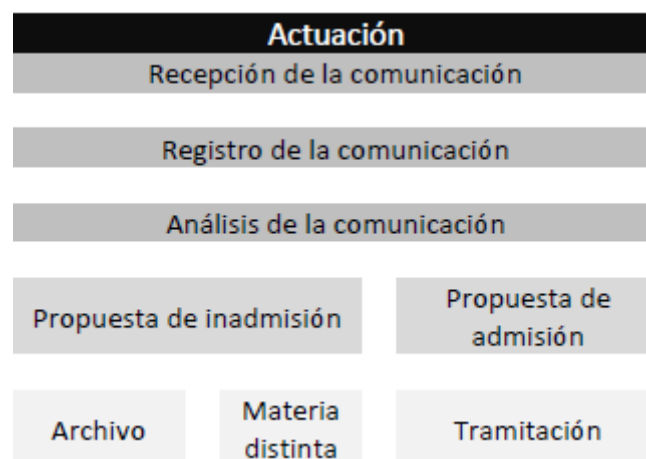 Actuación
Recepción de la comunicación
Registro de la comunicación
Análisis de la comunicación
Propuesta de inadmisión
Propuesta de
admisión
Archivo
Materia
distinta
Tramitación